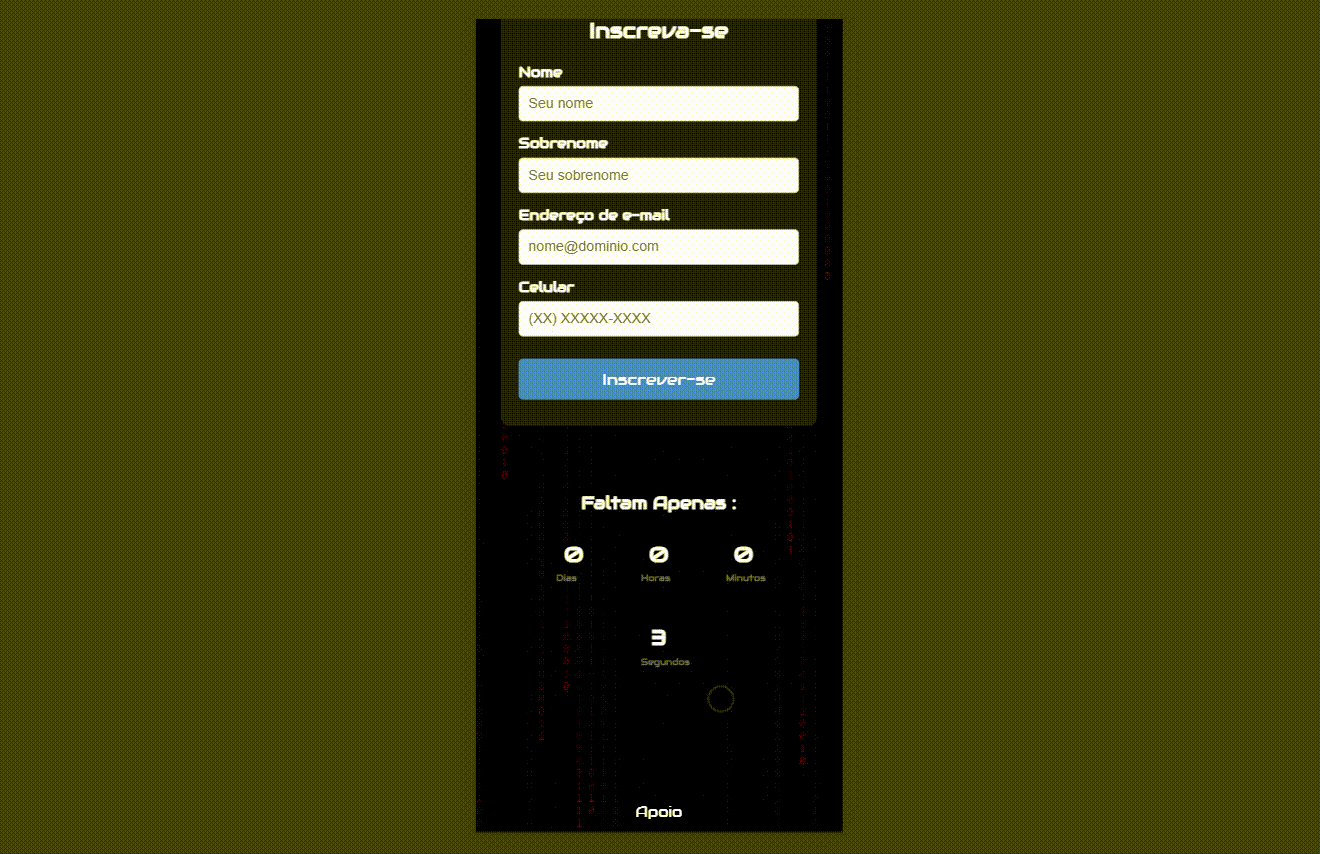 Inscreva-se
Nome
Seu nome
Sobrenome
Seu sobrenome
Endereço de e-mail
nome@dominio.com
Celular
(XX) XXXXX-XXXX
Inscrever-se
Faltam Apenas :
0 0 0
Dias Horas Minutos
3
Segundos
Apoio